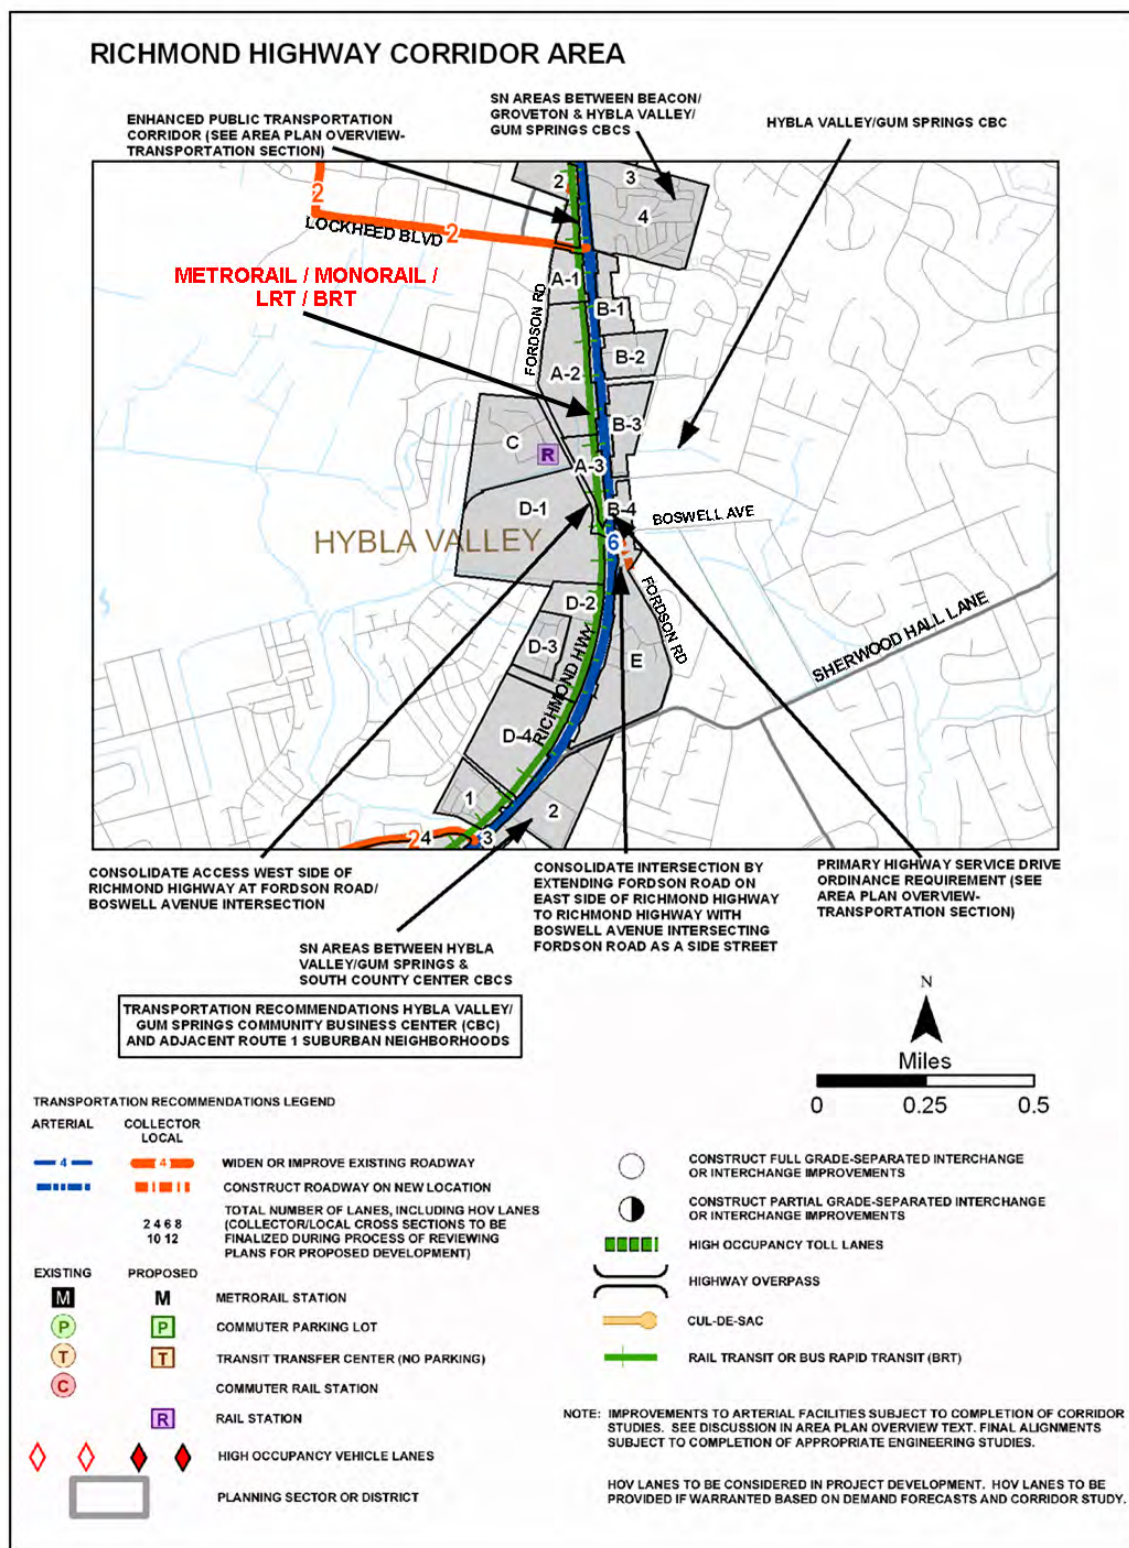 RICHMOND HIGHWAY CORRIDOR AREA
ENHANCED PUBLIC TRANSPORTATION
CORRIDOR (SEE AREA PLAN OVERVIEW-
TRANSPORTATION SECTION)
SN AREAS BETWEEN BEACON/
GROVETON & HYBLA VALLEY/
GUM SPRINGS CBCS
HYBLA VALLEY/GUM SPRINGS CBC
2
2
3
4
LOCKHEED BLVD
2
METRORAIL / MONORAIL /
LRT / BRT
A-1
FORDSON RD
B-1
B-2
A-2
B-3
C
R
A-3
D-1
B-4
BOSWELL AVE
HYBLA VALLEY
6
D-2
FORDSON RD
D-3
E
SHERWOOD HALL LANE
RICHMOND HWY
D-4
1
2
2
4
3
CONSOLIDATE ACCESS WEST SIDE OF
RICHMOND HIGHWAY AT FORDSON ROAD/
BOSWELL AVENUE INTERSECTION
CONSOLIDATE INTERSECTION BY
EXTENDING FORDSON ROAD ON
EAST SIDE OF RICHMOND HIGHWAY
TO RICHMOND HIGHWAY WITH
BOSWELL AVENUE INTERSECTING
FORDSON ROAD AS A SIDE STREET
PRIMARY HIGHWAY SERVICE DRIVE
ORDINANCE REQUIREMENT (SEE
AREA PLAN OVERVIEW-
TRANSPORTATION SECTION)
SN AREAS BETWEEN HYBLA
VALLEY/GUM SPRINGS &
SOUTH COUNTY CENTER CBCS
TRANSPORTATION RECOMMENDATIONS HYBLA VALLEY/
GUM SPRINGS COMMUNITY BUSINESS CENTER (CBC)
AND ADJACENT ROUTE 1 SUBURBAN NEIGHBORHOODS
N
Miles
0 0.25 0.5
TRANSPORTATION RECOMMENDATIONS LEGEND
ARTERIAL COLLECTOR
LOCAL
4 4 WIDEN OR IMPROVE EXISTING ROADWAY
CONSTRUCT ROADWAY ON NEW LOCATION
2 4 6 8
10 12
TOTAL NUMBER OF LANES, INCLUDING HOV LANES
(COLLECTOR/LOCAL CROSS SECTIONS TO BE
FINALIZED DURING PROCESS OF REVIEWING
PLANS FOR PROPOSED DEVELOPMENT)
EXISTING PROPOSED
M M METRORAIL STATION
P P COMMUTER PARKING LOT
T T TRANSIT TRANSFER CENTER (NO PARKING)
C COMMUTER RAIL STATION
R RAIL STATION
HIGH OCCUPANCY VEHICLE LANES
PLANNING SECTOR OR DISTRICT
CONSTRUCT FULL GRADE-SEPARATED INTERCHANGE
OR INTERCHANGE IMPROVEMENTS
CONSTRUCT PARTIAL GRADE-SEPARATED INTERCHANGE
OR INTERCHANGE IMPROVEMENTS
HIGH OCCUPANCY TOLL LANES
HIGHWAY OVERPASS
CUL-DE-SAC
RAIL TRANSIT OR BUS RAPID TRANSIT (BRT)
NOTE: IMPROVEMENTS TO ARTERIAL FACILITIES SUBJECT TO COMPLETION OF CORRIDOR
STUDIES. SEE DISCUSSION IN AREA PLAN OVERVIEW TEXT. FINAL ALIGNMENTS
SUBJECT TO COMPLETION OF APPROPRIATE ENGINEERING STUDIES.
HOV LANES TO BE CONSIDERED IN PROJECT DEVELOPMENT. HOV LANES TO BE
PROVIDED IF WARRANTED BASED ON DEMAND FORECASTS AND CORRIDOR STUDY.